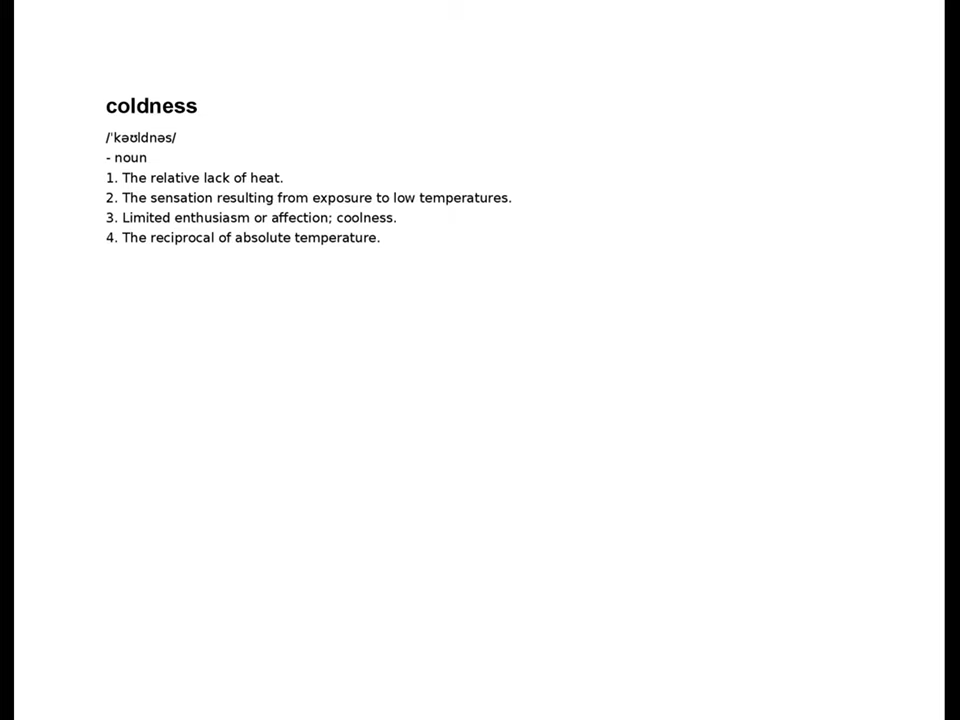 coldness
/ˈkəʊldnəs/
- noun
1. The relative lack of heat.
2. The sensation resulting from exposure to low temperatures.
3. Limited enthusiasm or affection; coolness.
4. The reciprocal of absolute temperature.